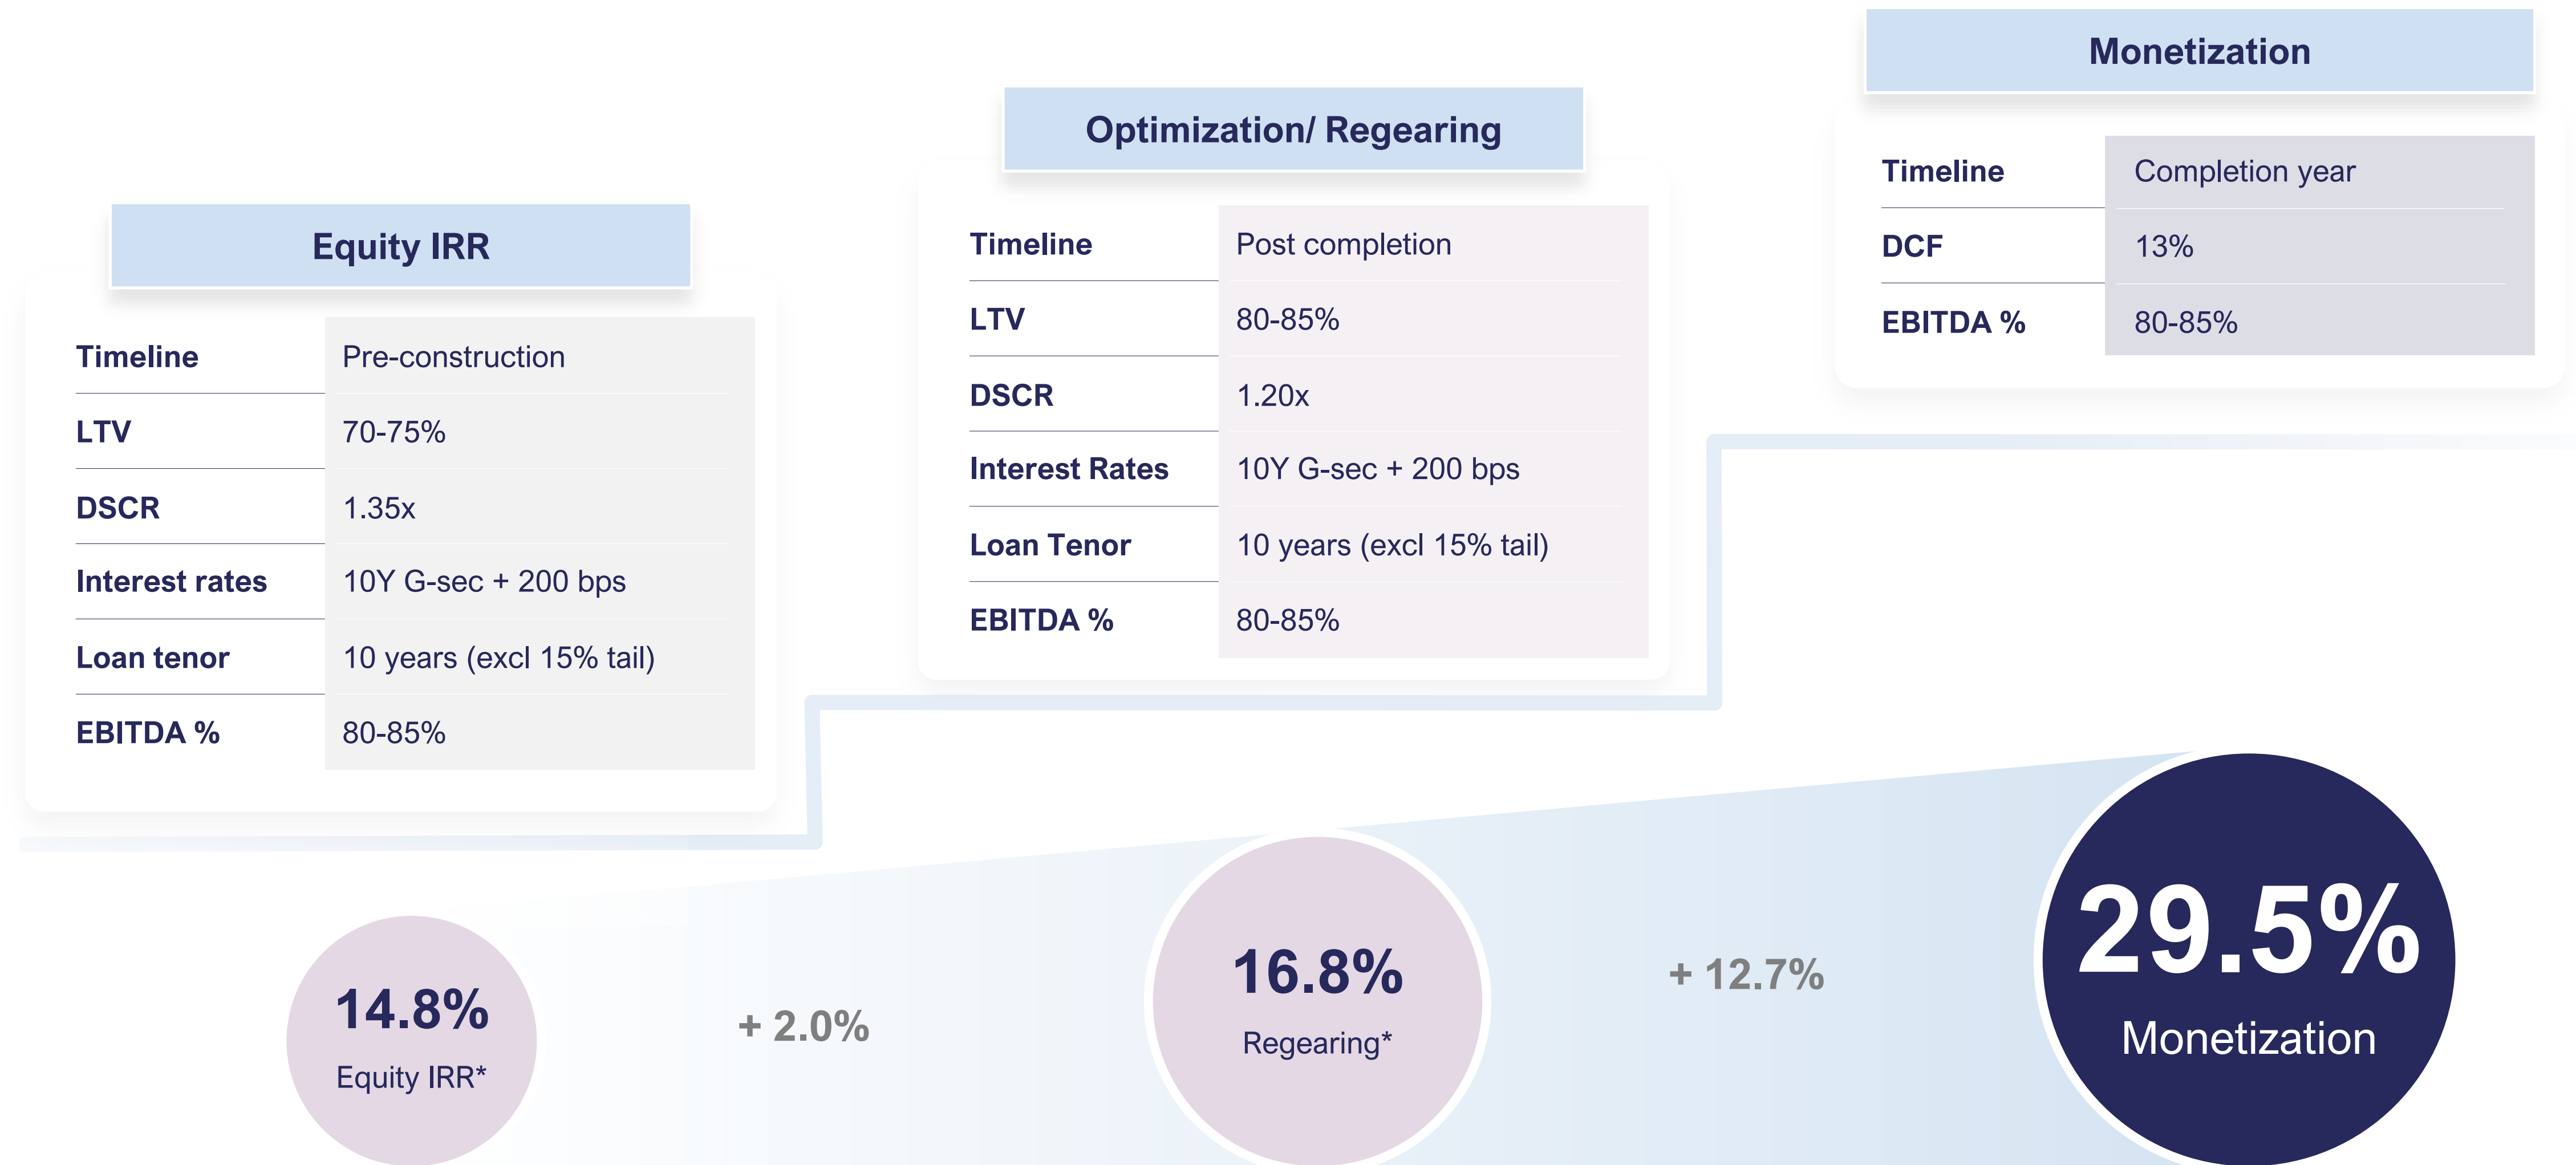 Equity IRR
Timeline Pre-construction
LTV 70-75%
DSCR 1.35x
Interest rates 10Y G-sec + 200 bps
Loan tenor 10 years (excl 15% tail)
EBITDA % 80-85%
Optimization/ Regearing
Timeline Post completion
LTV 80-85%
DSCR 1.20x
Interest Rates 10Y G-sec + 200 bps
Loan Tenor 10 years (excl 15% tail)
EBITDA % 80-85%
Monetization
Timeline Completion year
DCF 13%
EBITDA % 80-85%
14.8%
Equity IRR*
+ 2.0%
16.8%
Regearing*
+ 12.7%
29.5%
Monetization